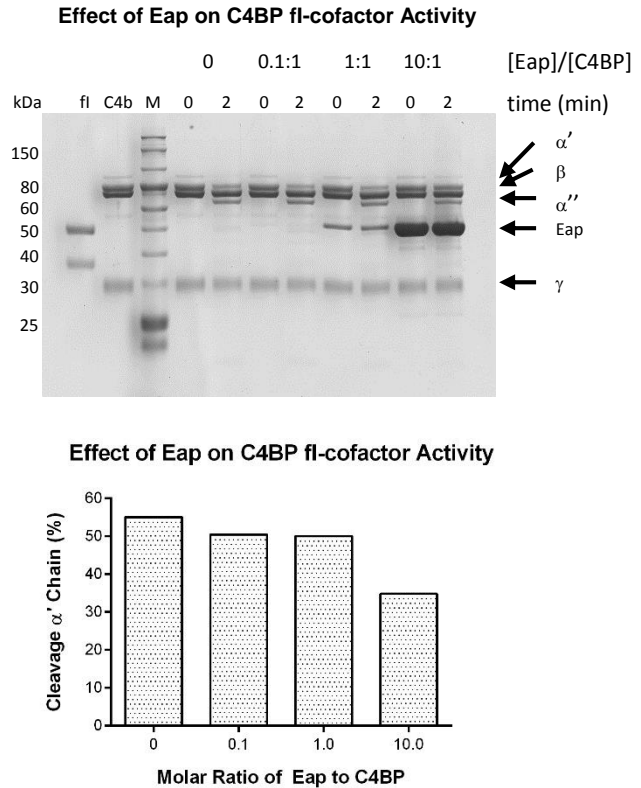 Effect of Eap on C4BP fI-cofactor Activity
0 0.1:1 1:1 10:1 [Eap]/[C4BP]
kDa fI C4b M 0 2 0 2 0 2 0 2 time (min)
α’
150
β
80
α’’
60
50 Eap
40
30 γ
25
Effect of Eap on C4BP fI-cofactor Activity
60
50
40
30
20
10
0
Cleavage α’ Chain (%)
0 0.1 1.0 10.0
Molar Ratio of Eap to C4BP